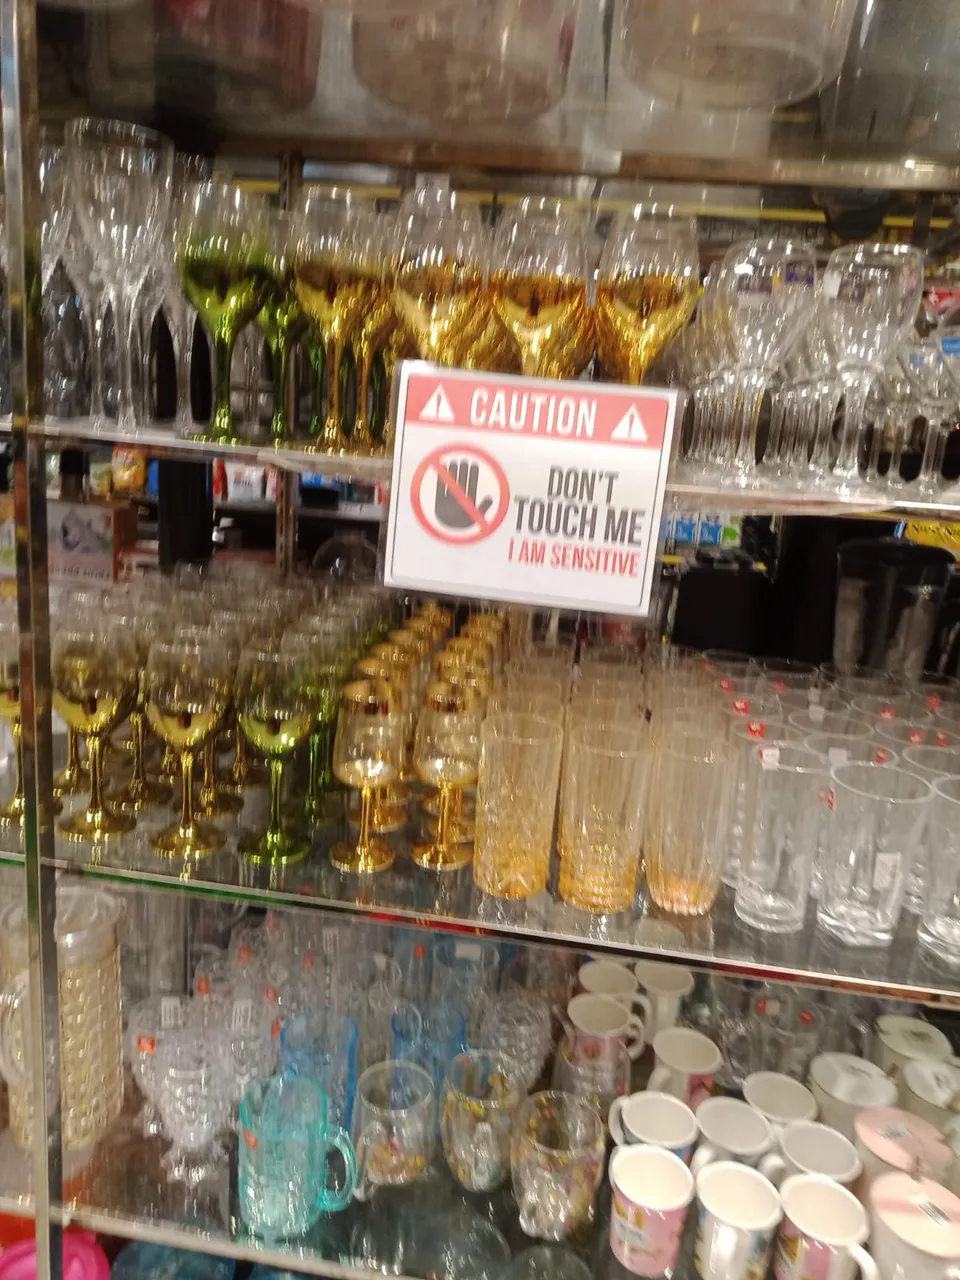 CAUTION
DON'T
TOUCH ME
I AM SENSITIVE